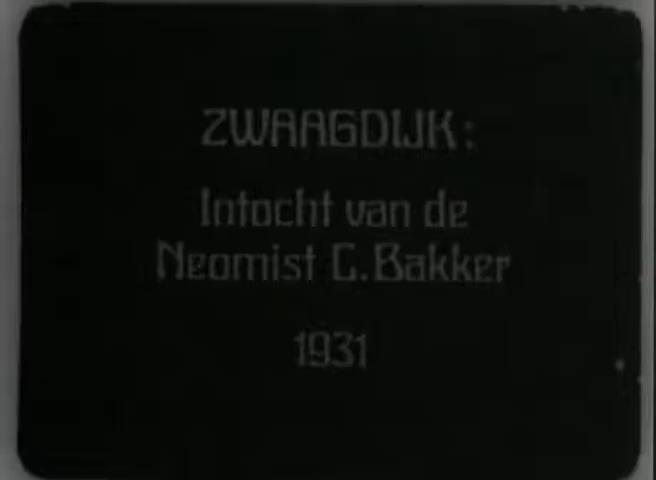 ZWAAGDIJK:
Intocht van de
Neomist C. Bakker
1931